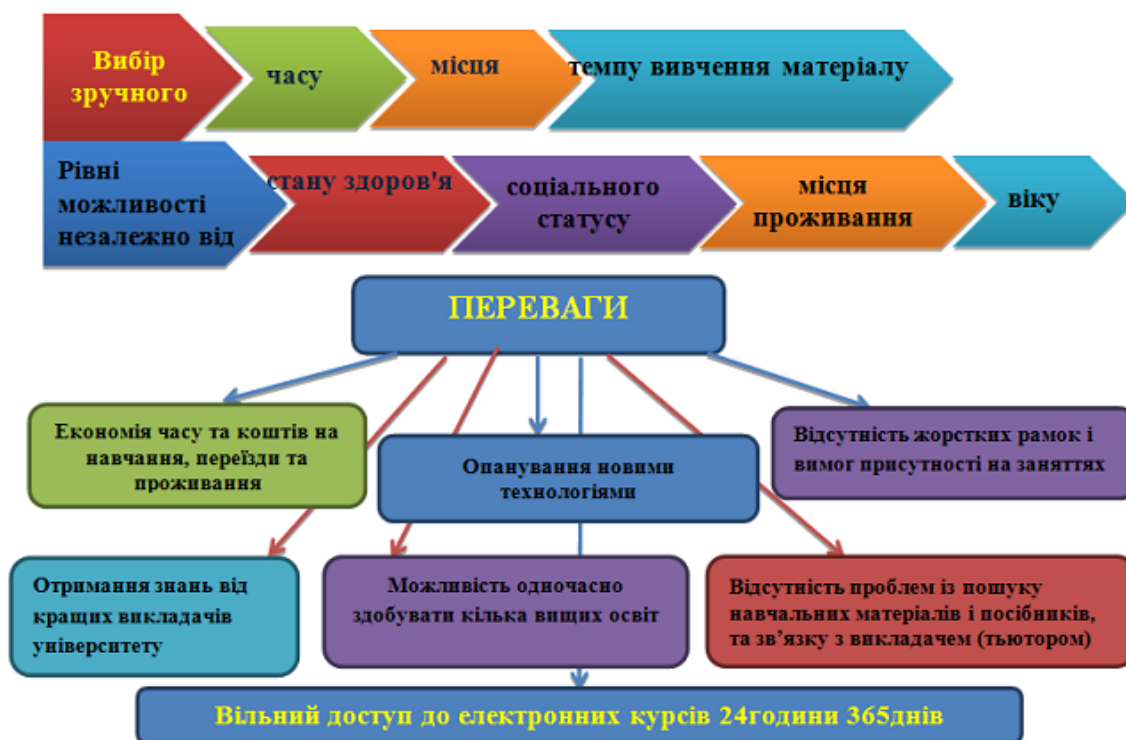 Вибір
зручного
часу
місця
темпу вивчення матеріалу
Рівні
можливості
незалежно від
стану здоров'я
соціального
статусу
місця
проживання
віку
ПЕРЕВАГИ
Економія часу та коштів на
навчання, переїзди та
проживання
Опанування новими
технологіями
Відсутність жорстких рамок і
вимог присутності на заняттях
Отримання знань від
кращих викладачів
університету
Можливість одночасно
здобувати кілька вищих освіт
Відсутність проблем із пошуку
навчальних матеріалів і посібників,
та зв’язку з викладачем (тьютором)
Вільний доступ до електронних курсів 24години 365днів